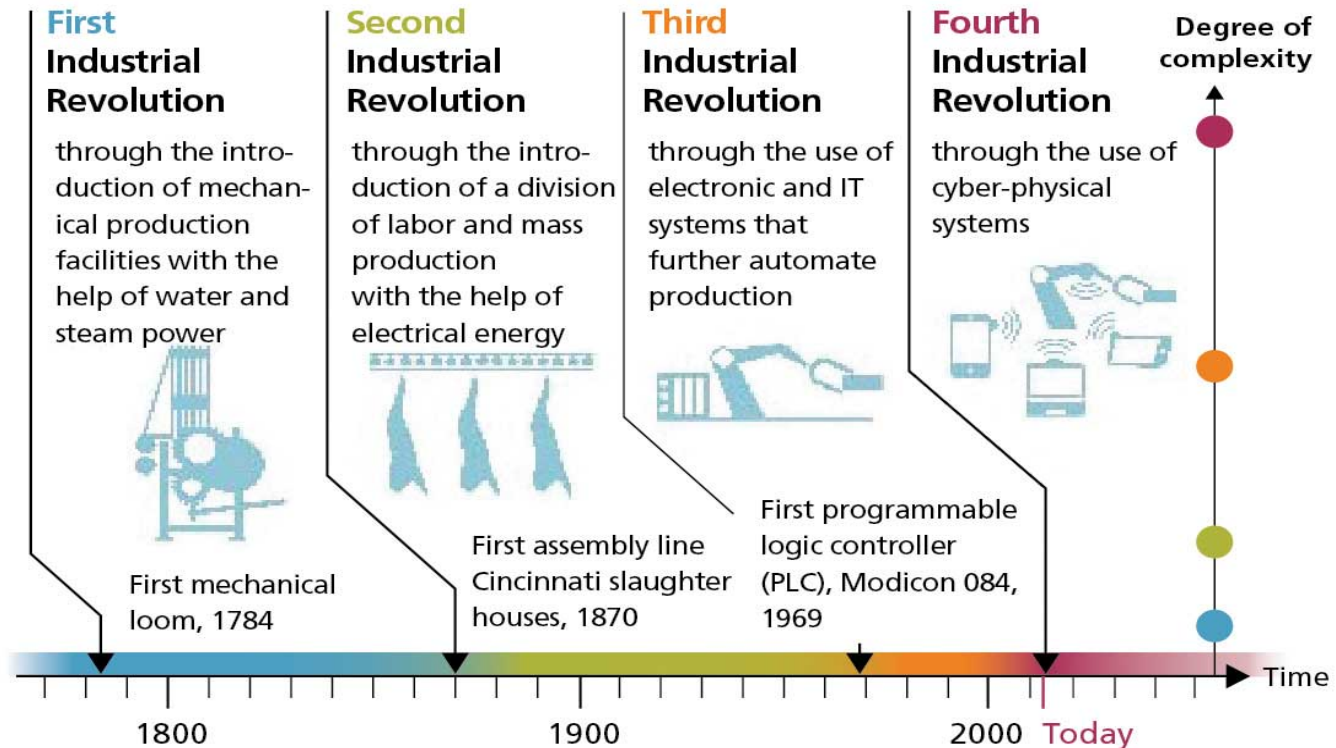 First
Industrial
Revolution
through the intro-
duction of mechan-
ical production
facilities with the
help of water and
steam power
First mechanical
loom, 1784
Second
Industrial
Revolution
through the intro-
duction of a division
of labor and mass
production
with the help of
electrical energy
First assembly line
Cincinnati slaughter
houses, 1870
Third
Industrial
Revolution
through the use of
electronic and IT
systems that
further automate
production
First programmable
logic controller
(PLC), Modicon 084,
1969
Fourth
Industrial
Revolution
through the use of
cyber-physical
systems
Degree of
complexity
Time
1800
1900
2000
Today